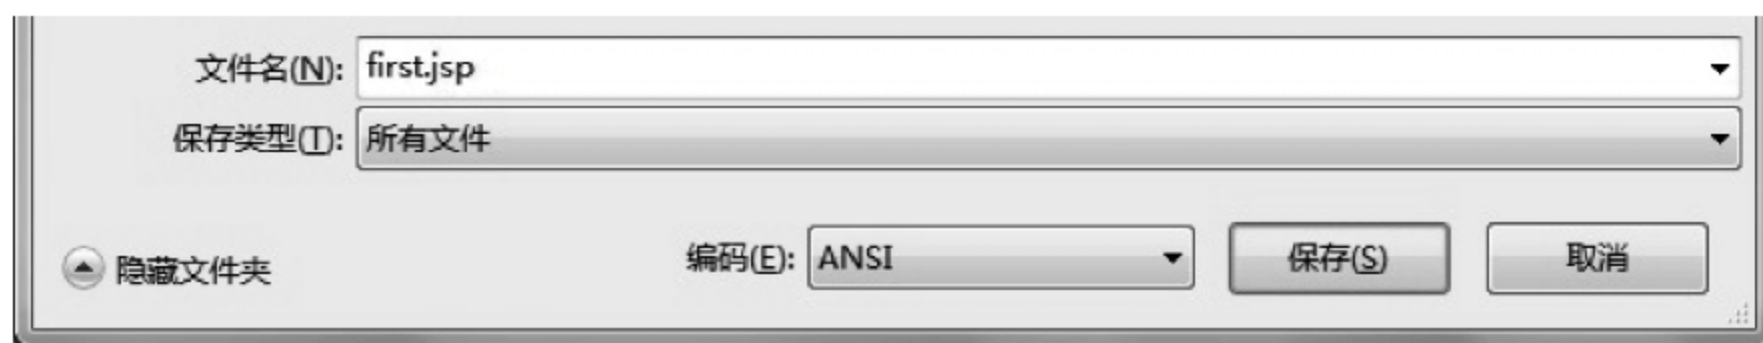 文件名(N): first.jsp
保存类型(T): 所有文件
隐藏文件夹 编码(E): ANSI 保存(S) 取消